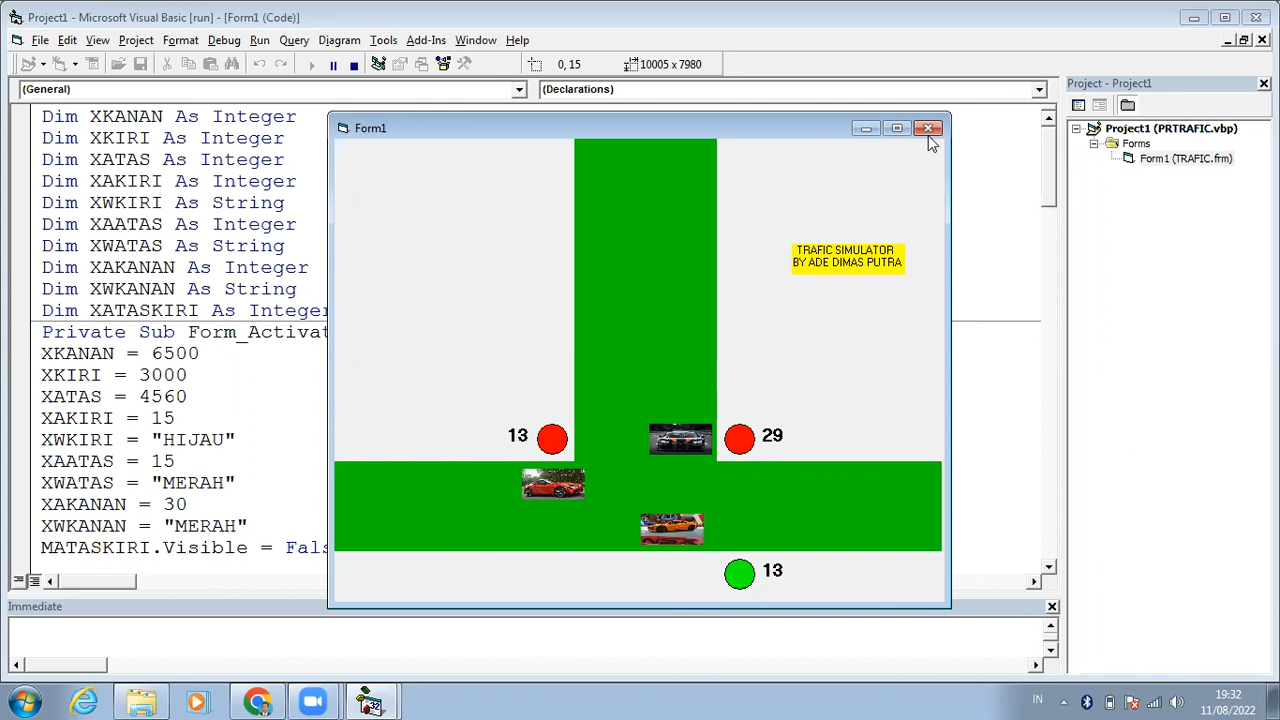 Project1 - Microsoft Visual Basic [run] - [Form1 (Code)]
File Edit View Project Format Debug Run Query Diagram Tools Add-Ins Window Help
0, 15 10005 x 7980
(General) (Declarations)
Project - Project1
Project1 (PRTRAFIC.vbp)
Forms
Form1 (TRAFIC.frm)
Dim XKANAN As Integer
Dim XKIRI As Integer
Dim XATAS As Integer
Dim XAKIRI As Integer
Dim XWKIRI As String
Dim XAATAS As Integer
Dim XWATAS As String
Dim XAKANAN As Integer
Dim XWKANAN As String
Dim XATASKIRI As Integer
Private Sub Form_Activat
XKANAN = 6500
XKIRI = 3000
XATAS = 4560
XAKIRI = 15
XWKIRI = "HIJAU"
XAATAS = 15
XWATAS = "MERAH"
XAKANAN = 30
XWKANAN = "MERAH"
MATASKIRI.Visible = Fals
Form1
TRAFIC SIMULATOR
BY ADE DIMAS PUTRA
13
29
13
Immediate
32
IN
19:32
11/08/2022